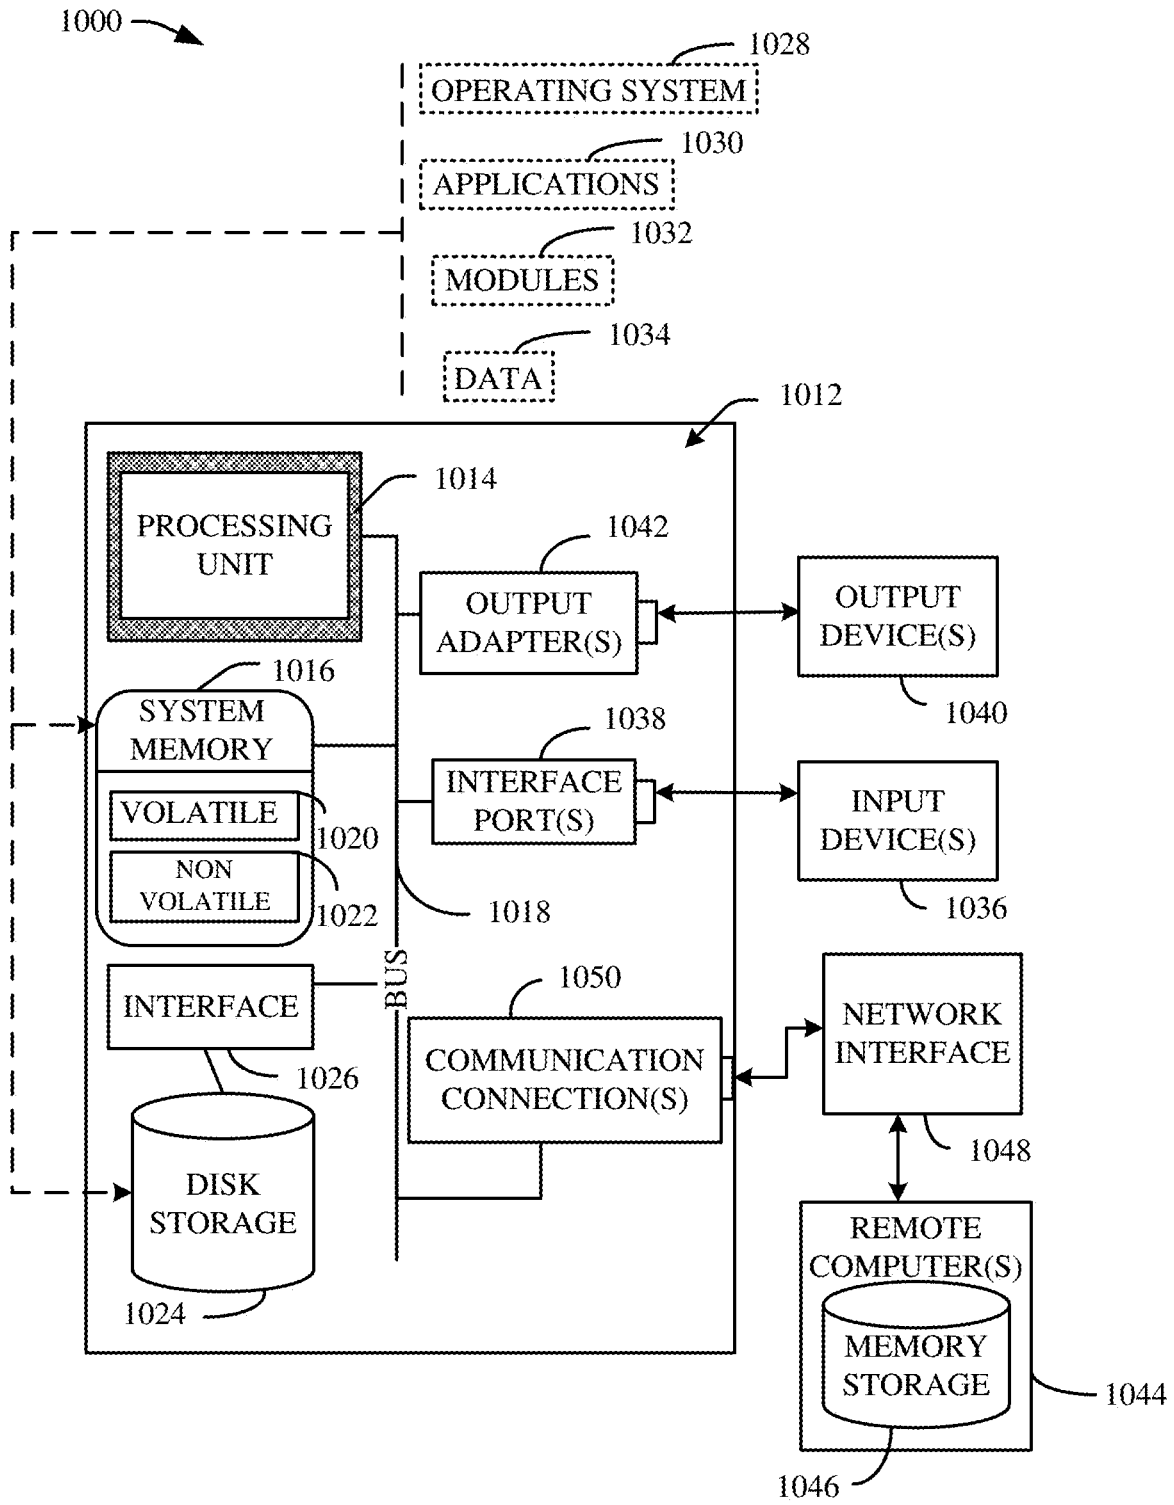 1000
1028
OPERATING SYSTEM
1030
APPLICATIONS
1032
MODULES
1034
DATA
1012
1014
PROCESSING
UNIT
1042
OUTPUT
ADAPTER(S)
OUTPUT
DEVICE(S)
1040
1016
SYSTEM
MEMORY
VOLATILE
1020
NON
VOLATILE
1022
1038
INTERFACE
PORT(S)
INPUT
DEVICE(S)
1036
1018
BUS
INTERFACE
1026
1050
COMMUNICATION
CONNECTION(S)
NETWORK
INTERFACE
1048
DISK
STORAGE
1024
REMOTE
COMPUTER(S)
MEMORY
STORAGE
1044
1046